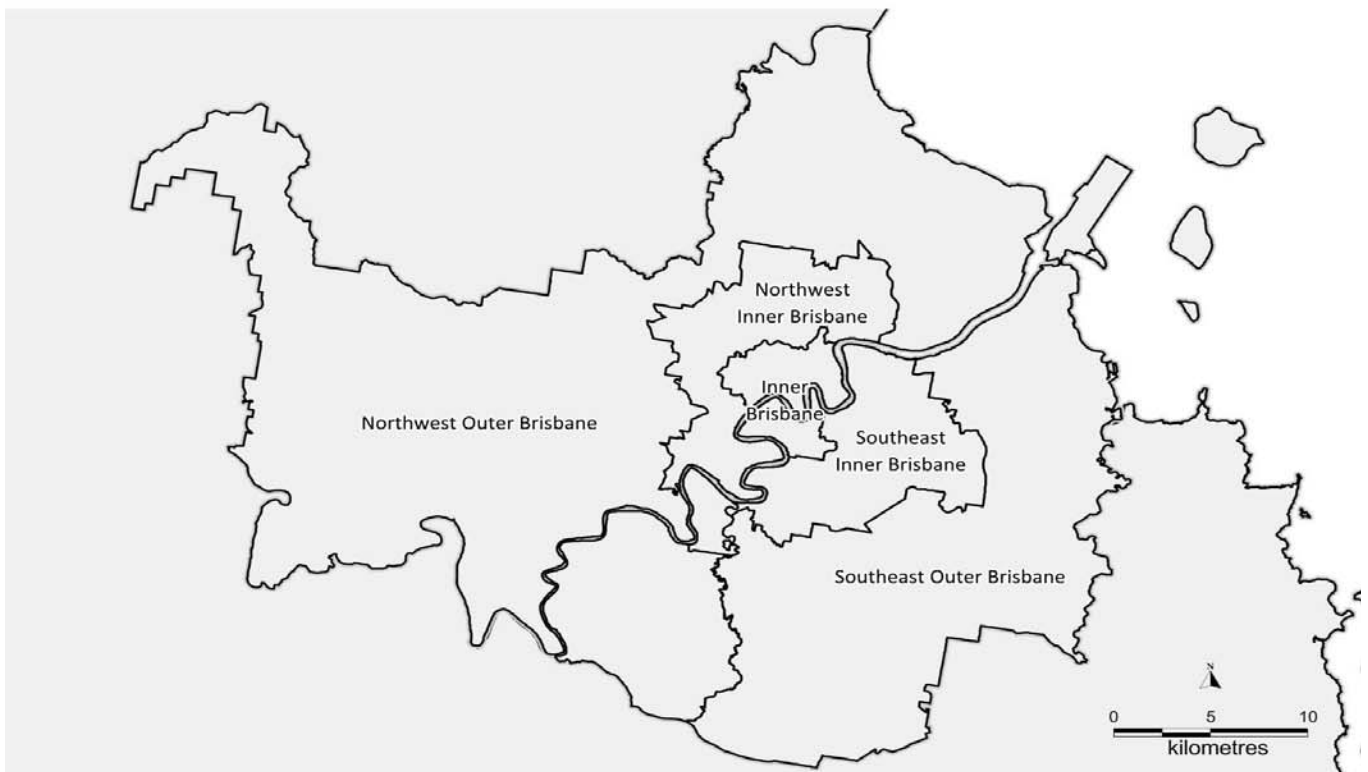 Northwest
Inner Brisbane
Inner
Brisbane
Northwest Outer Brisbane
Southeast
Inner Brisbane
Southeast Outer Brisbane
N
0 5 10
kilometres